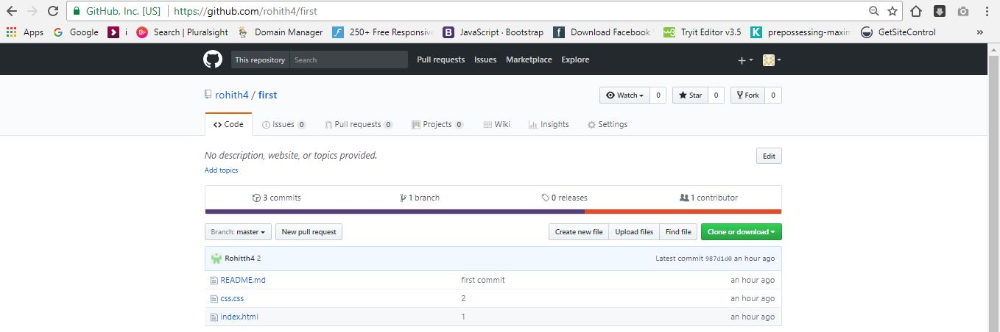 GitHub, Inc. [US] https://github.com/rohith4/first
Apps Google i Search | Pluralsight Domain Manager 250+ Free Responsive JavaScript · Bootstrap Download Facebook Tryit Editor v3.5 prepossessing-maxim GetSiteControl »
This repository Search Pull requests Issues Marketplace Explore
rohith4 / first Watch 0 Star 0 Fork 0
Code Issues 0 Pull requests 0 Projects 0 Wiki Insights Settings
No description, website, or topics provided. Edit
Add topics
3 commits 1 branch 0 releases 1 contributor
Branch: master New pull request Create new file Upload files Find file Clone or download
Rohitth4 2 Latest commit 987d1d0 an hour ago
README.md first commit an hour ago
css.css 2 an hour ago
index.html 1 an hour ago